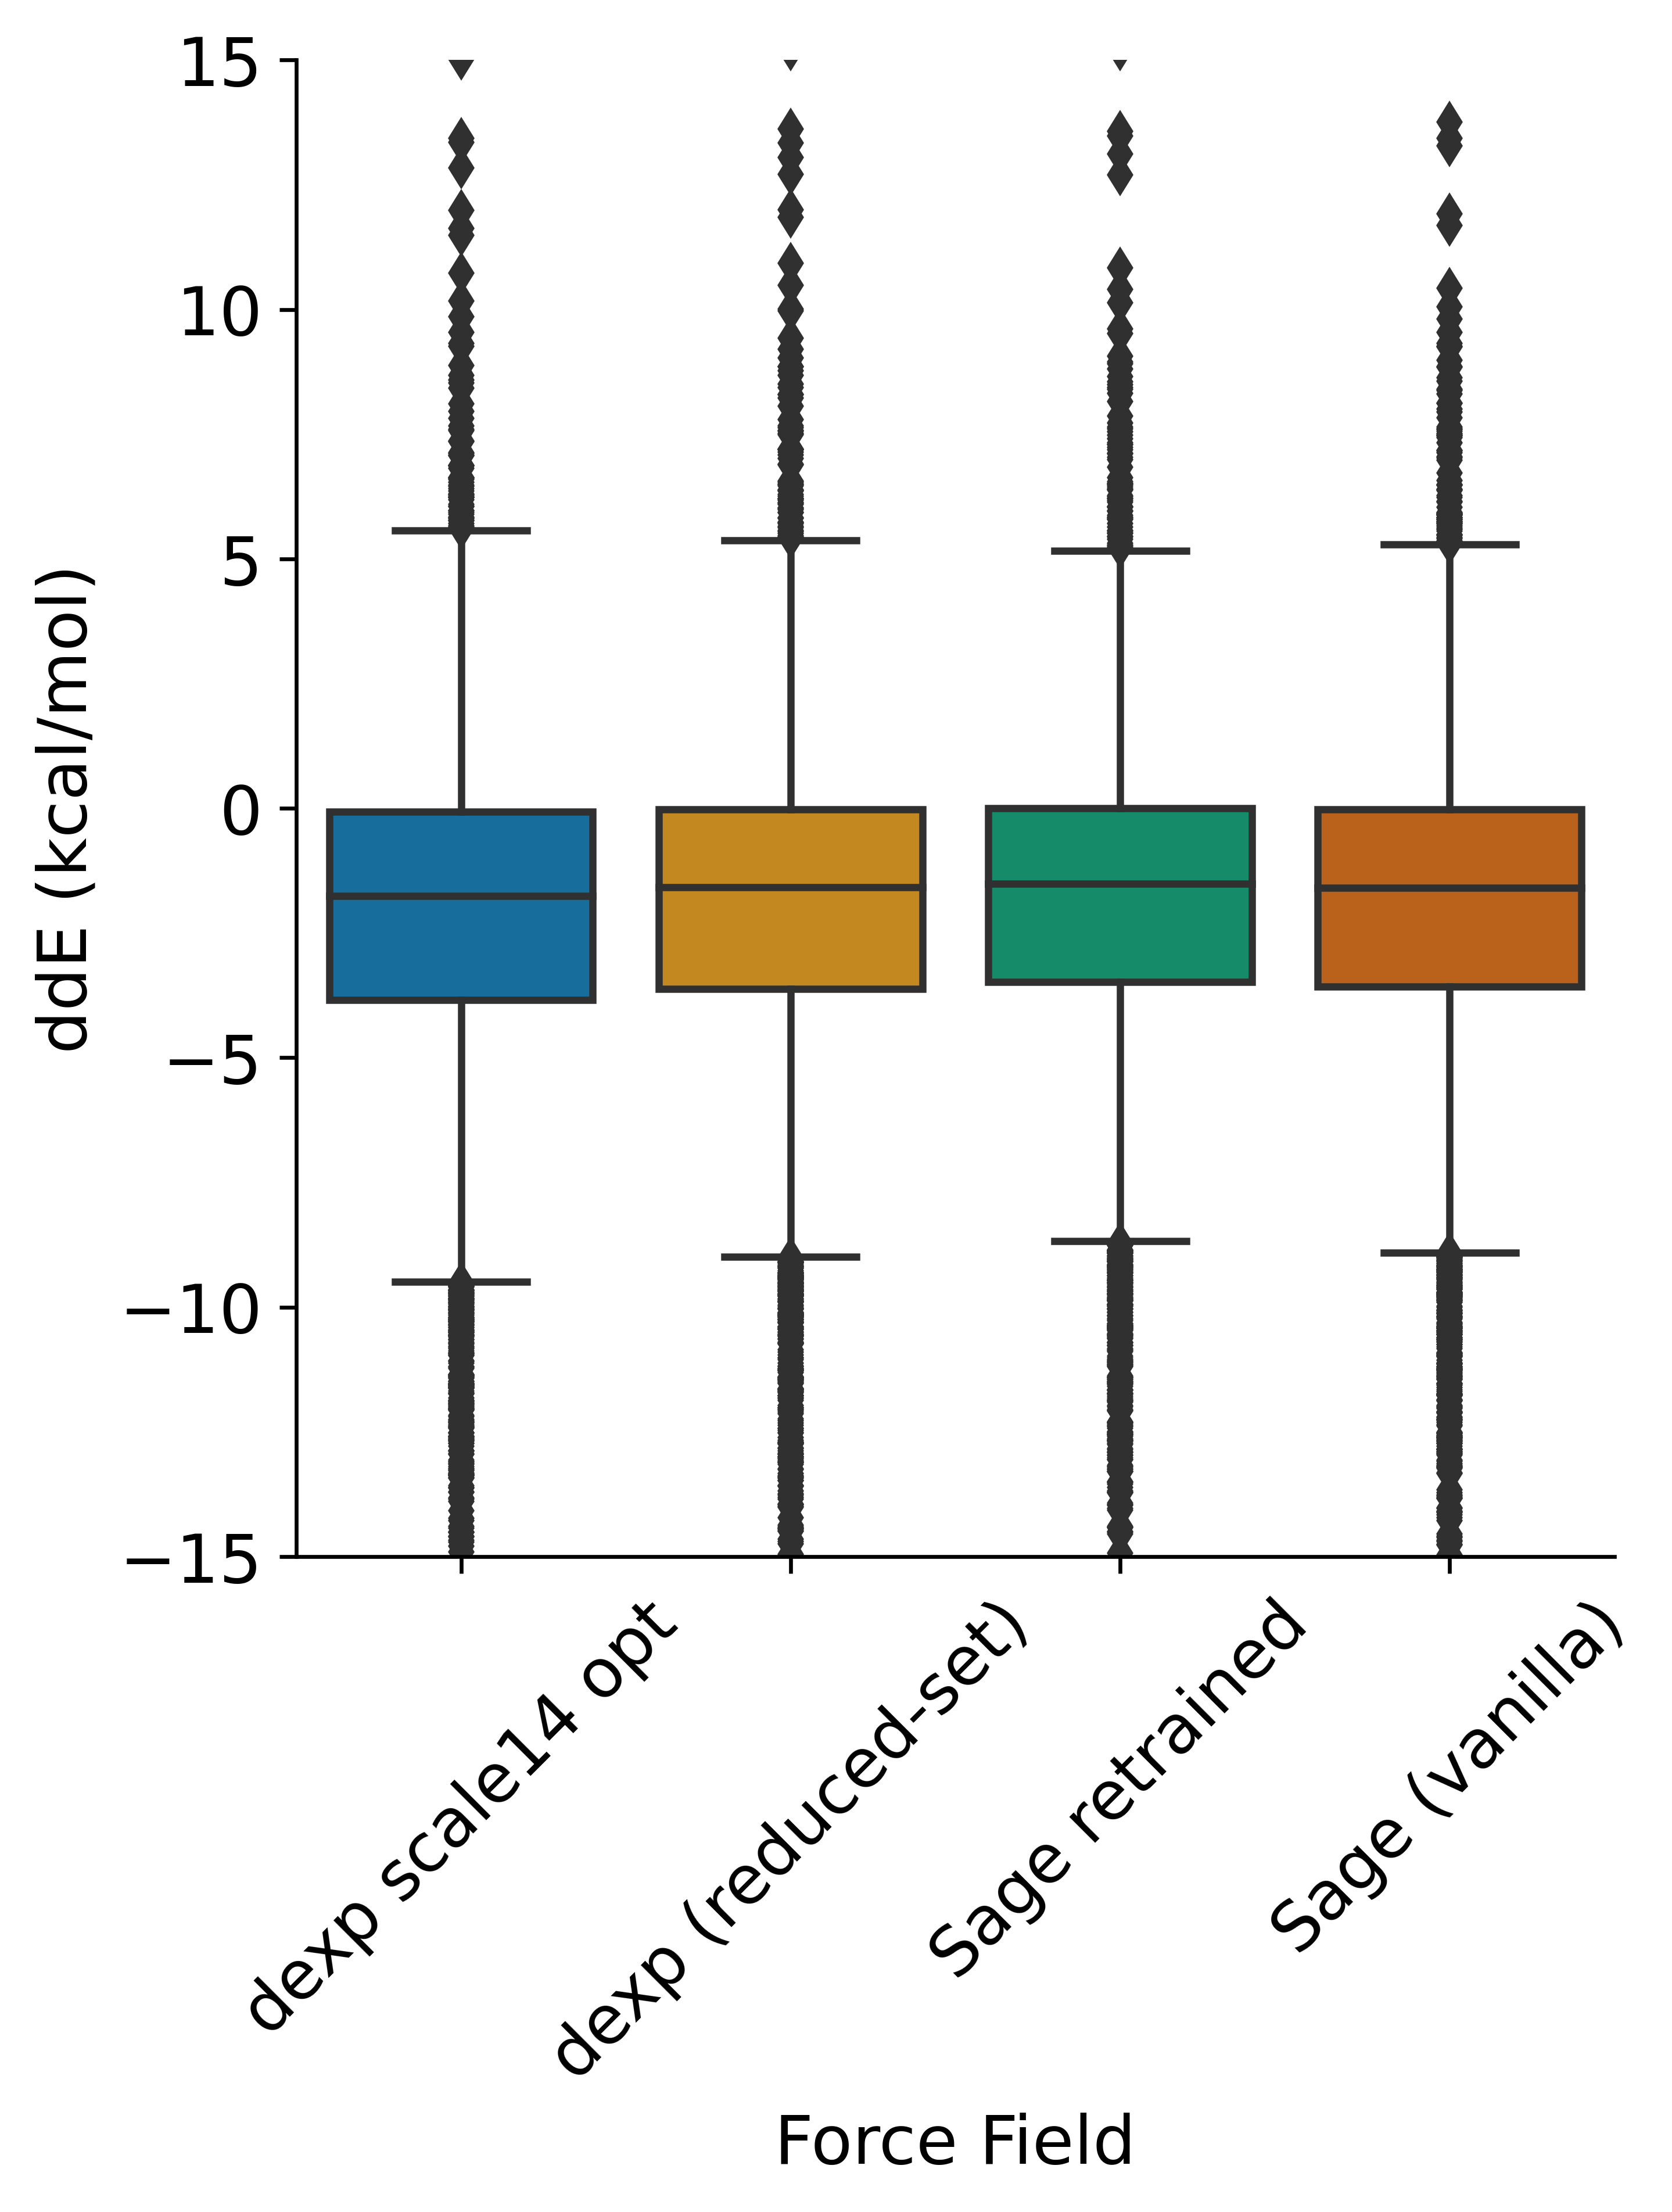 15
10
5
0
−5
−10
−15
ddE (kcal/mol)
dexp scale14 opt
dexp (reduced-set)
Sage retrained
Sage (vanilla)
Force Field